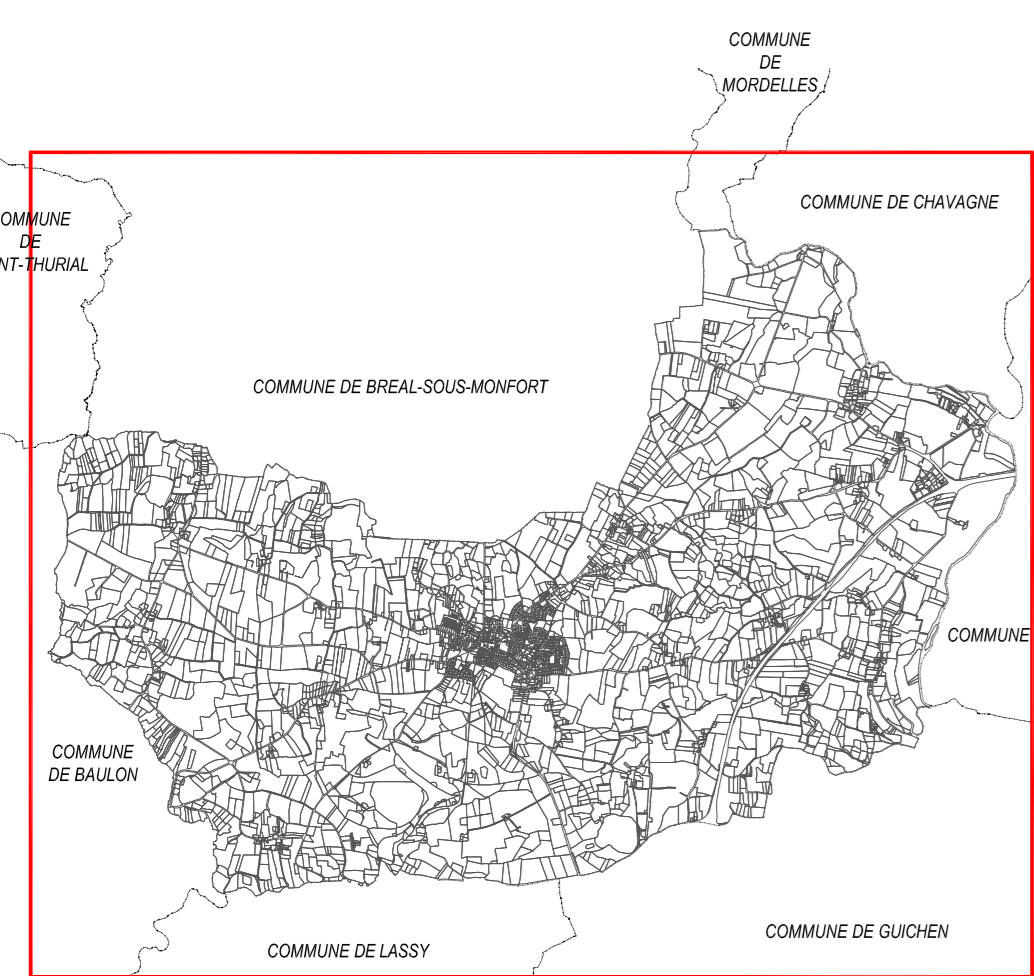 COMMUNE
DE
MORDELLES
COMMUNE DE CHAVAGNE
OMMUNE
DE
NT-THURIAL
COMMUNE DE BREAL-SOUS-MONFORT
COMMUNE
COMMUNE
DE BAULON
COMMUNE DE GUICHEN
COMMUNE DE LASSY